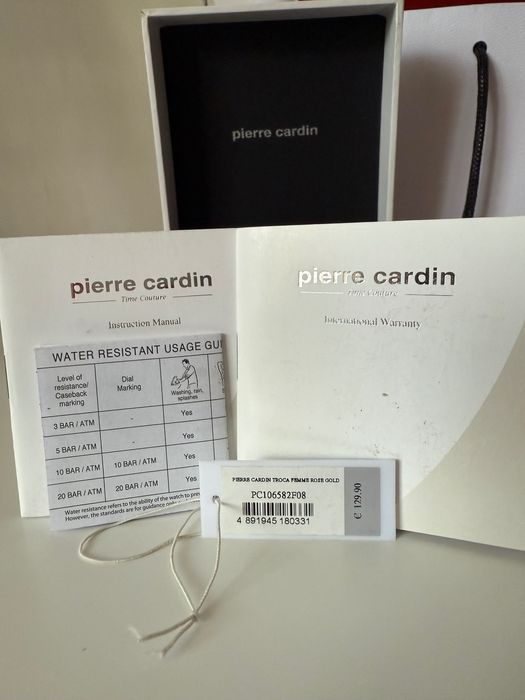 pierre cardin
pierre cardin
Time Couture
Instruction Manual
pierre cardin
Time Couture
International Warranty
WATER RESISTANT USAGE GUI
Level of resistance/ Caseback marking
Dial Marking
Washing, rain, splashes
3 BAR / ATM - Yes
5 BAR / ATM - Yes
10 BAR / ATM 10 BAR / ATM Yes
20 BAR / ATM 20 BAR / ATM Yes
Water resistance refers to the ability of the watch to prev
However, the standards are for guidance
PIERRE CARDIN TROCA FEMME ROSE GOLD
PC106582F08
4 891945 180331
€ 129.90